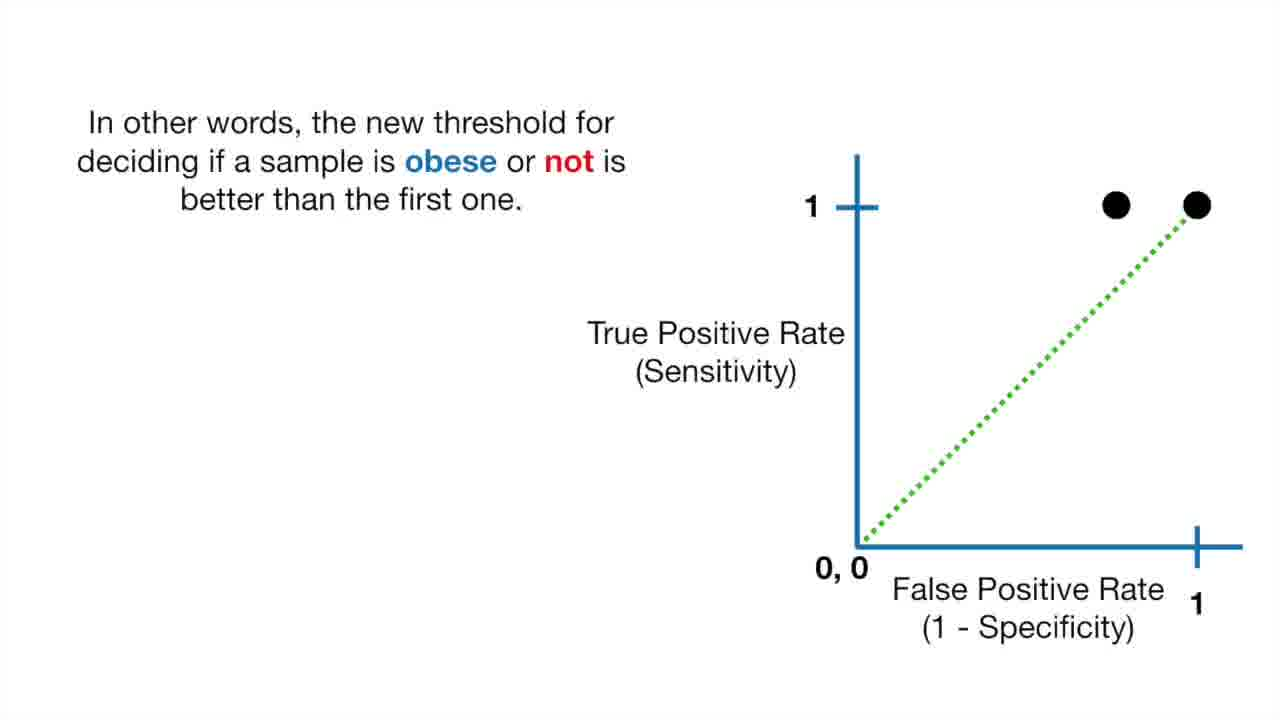 In other words, the new threshold for
deciding if a sample is obese or not is
better than the first one.
1
True Positive Rate
(Sensitivity)
0, 0
False Positive Rate
(1 - Specificity)
1